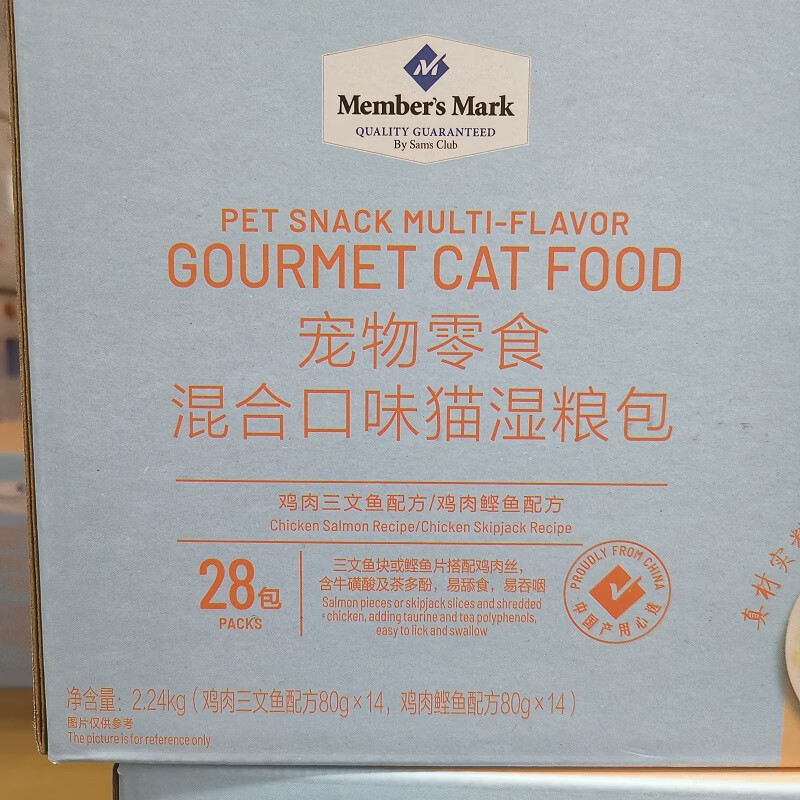 Member's Mark
QUALITY GUARANTEED
By Sam's Club
PET SNACK MULTI-FLAVOR
GOURMET CAT FOOD
宠物零食
混合口味猫湿粮包
鸡肉三文鱼配方/鸡肉鲣鱼配方
Chicken Salmon Recipe/Chicken Skipjack Recipe
28包
PACKS
三文鱼块或鲣鱼片搭配鸡肉丝，
含牛磺酸及茶多酚，易舔食，易吞咽
Salmon pieces or skipjack slices and shredded
chicken, adding taurine and tea polyphenols,
easy to lick and swallow
PROUDLY FROM CHINA
中国产用心选
真材实
净含量：2.24kg（鸡肉三文鱼配方80g×14，鸡肉鲣鱼配方80g×14）
图片仅供参考
The picture is for reference only